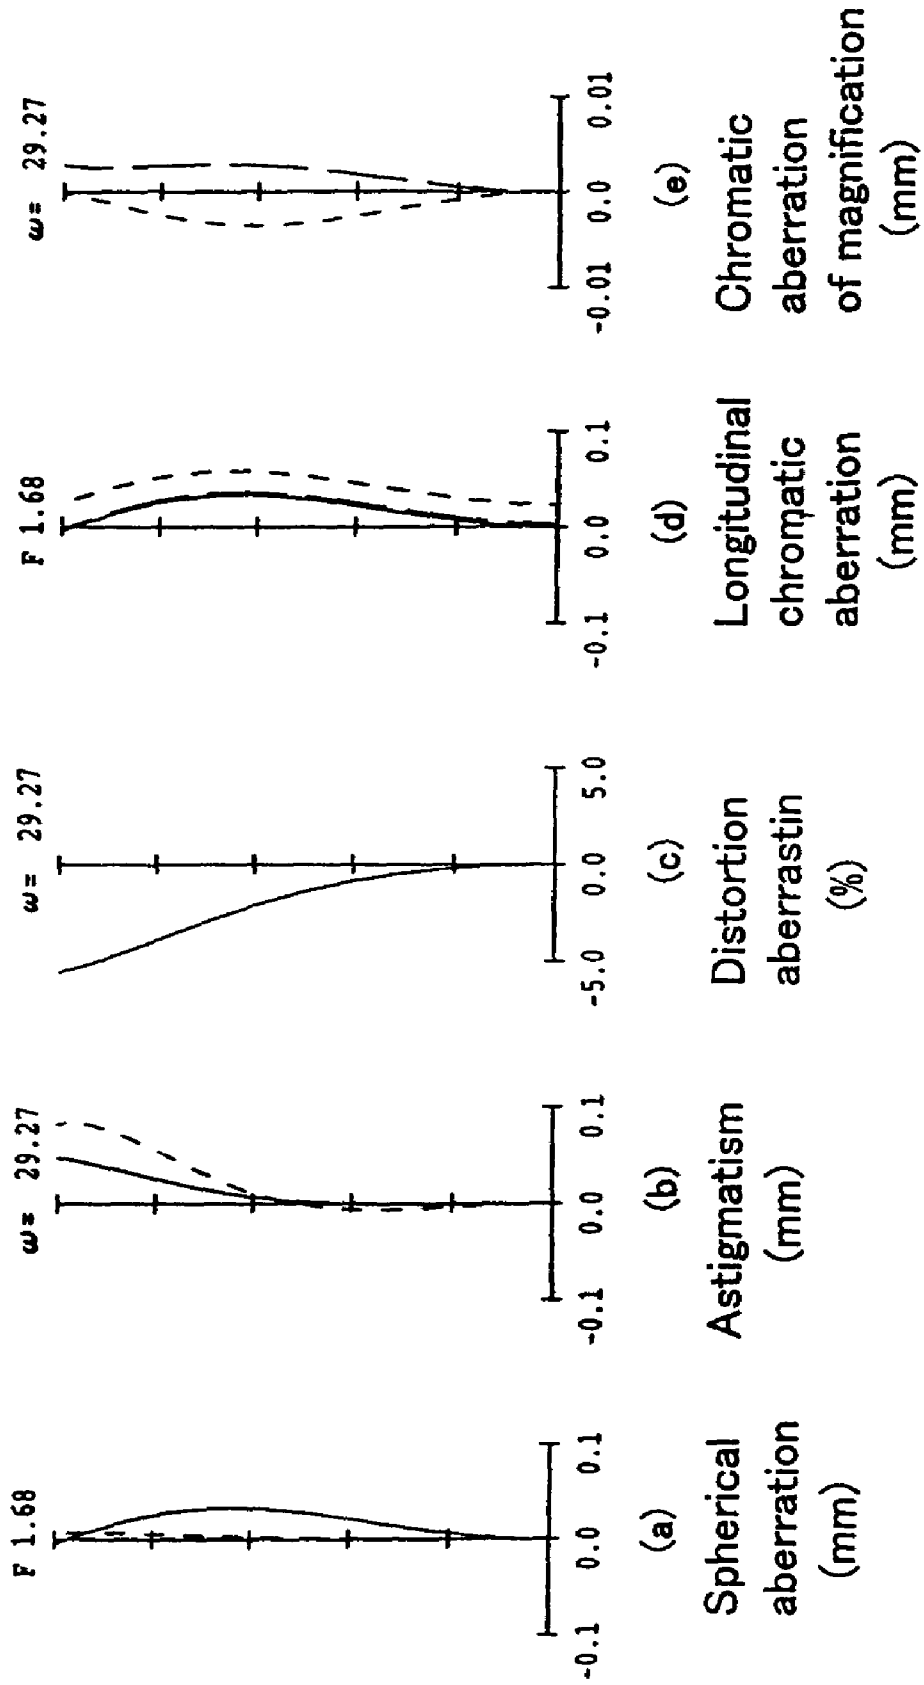 F 1.68
-0.1 0.0 0.1
(a)
Spherical
aberration
(mm)
ω= 29.27
-0.1 0.0 0.1
(b)
Astigmatism
(mm)
ω= 29.27
-5.0 0.0 5.0
(c)
Distortion
aberrastin
(%)
F 1.68
-0.1 0.0 0.1
(d)
Longitudinal
chromatic
aberration
(mm)
ω= 29.27
-0.01 0.0 0.01
(e)
Chromatic
aberration
of magnification
(mm)